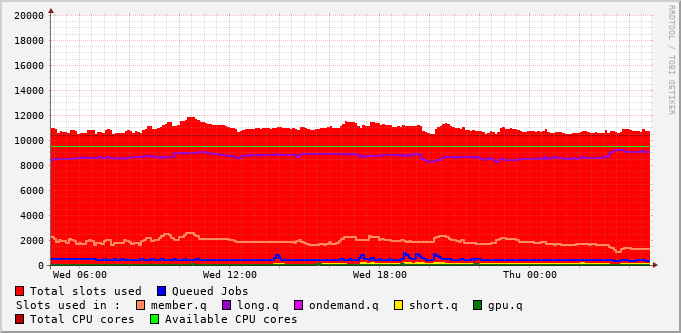 20000
18000
16000
14000
12000
10000
8000
6000
4000
2000
0
Wed 06:00 Wed 12:00 Wed 18:00 Thu 00:00
Total slots used Queued Jobs
Slots used in : member.q long.q ondemand.q short.q gpu.q
Total CPU cores Available CPU cores
RRDTOOL / TOBI OETIKER